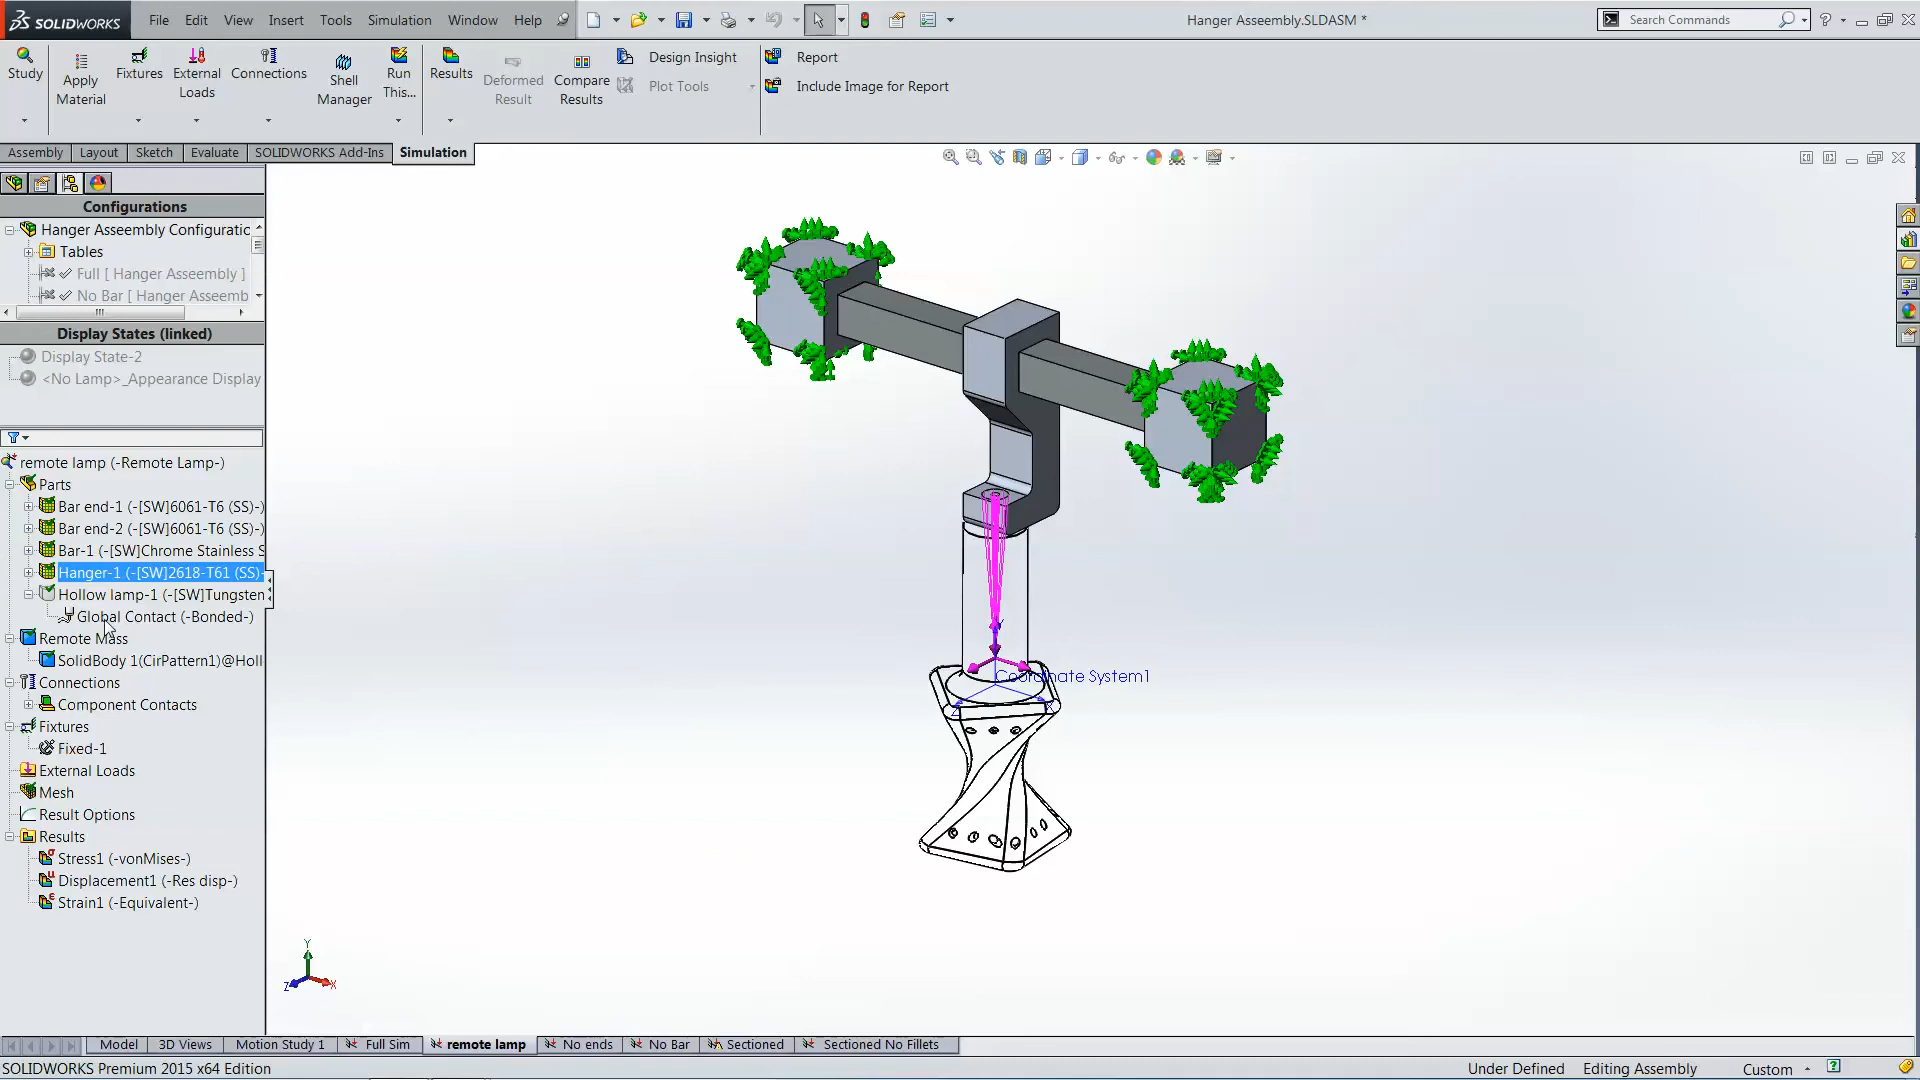 SOLIDWORKS File Edit View Insert Tools Simulation Window Help Hanger Asseembly.SLDASM * Search Commands
Study Apply Material Fixtures External Loads Connections Shell Manager Run This... Results Deformed Result Compare Results Design Insight Plot Tools Report Include Image for Report
Assembly Layout Sketch Evaluate SOLIDWORKS Add-Ins Simulation
Configurations
Hanger Asseembly Configuratic
Tables
Full [ Hanger Asseembly ]
No Bar [ Hanger Asseemb
Display States (linked)
Display State-2
<No Lamp>_Appearance Display
remote lamp (-Remote Lamp-)
Parts
Bar end-1 (-[SW]6061-T6 (SS)-)
Bar end-2 (-[SW]6061-T6 (SS)-)
Bar-1 (-[SW]Chrome Stainless S
Hanger-1 (-[SW]2618-T61 (SS)-
Hollow lamp-1 (-[SW]Tungsten
Global Contact (-Bonded-)
Remote Mass
SolidBody 1(CirPattern1)@Holl
Connections
Component Contacts
Fixtures
Fixed-1
External Loads
Mesh
Result Options
Results
Stress1 (-vonMises-)
Displacement1 (-Res disp-)
Strain1 (-Equivalent-)
Coordinate System1
Y
Z X
Model 3D Views Motion Study 1 Full Sim remote lamp No ends No Bar Sectioned Sectioned No Fillets
SOLIDWORKS Premium 2015 x64 Edition Under Defined Editing Assembly Custom